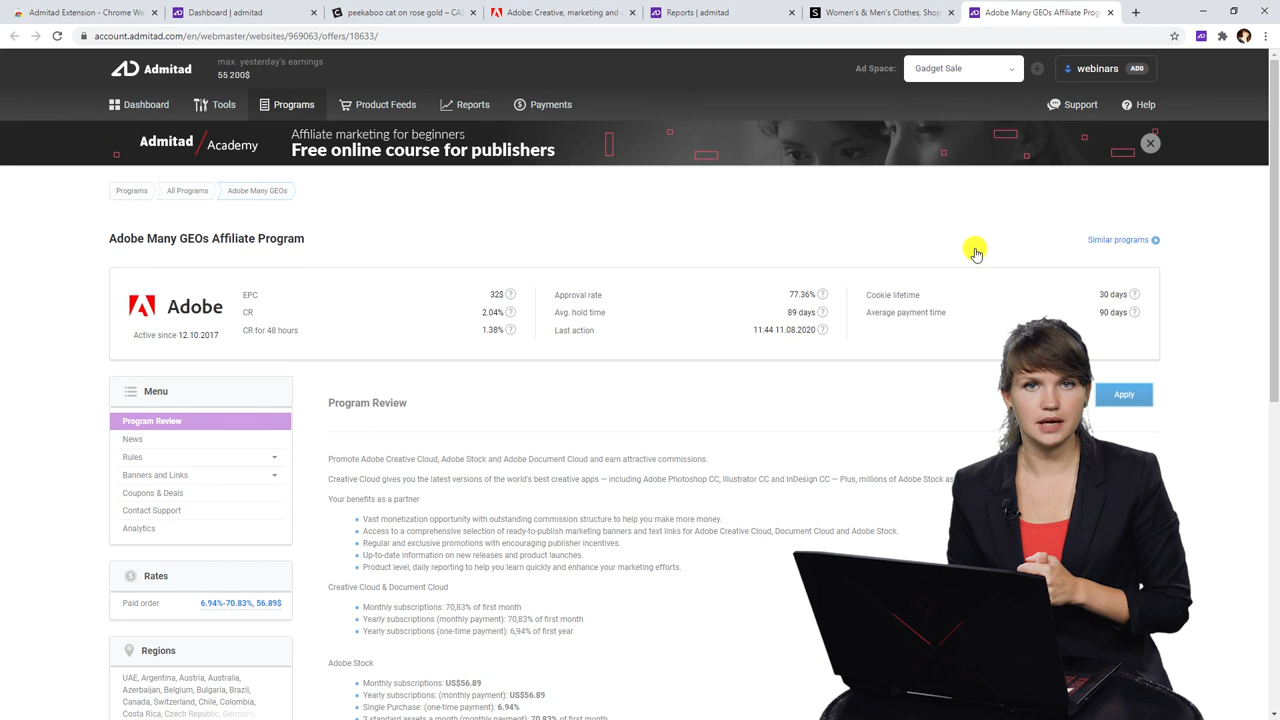 Admitad Extension – Chrome We
Dashboard | admitad
peekaboo cat on rose gold – CAS
Adobe: Creative, marketing and
Reports | admitad
Women's & Men's Clothes, Shop
Adobe Many GEOs Affiliate Prog
account.admitad.com/en/webmaster/websites/969063/offers/18633/
Admitad
max. yesterday's earnings
55 200$
Ad Space:
Gadget Sale
webinars
AD0
Dashboard
Tools
Programs
Product Feeds
Reports
Payments
Support
Help
Admitad Academy
Affiliate marketing for beginners
Free online course for publishers
Programs
All Programs
Adobe Many GEOs
Adobe Many GEOs Affiliate Program
Similar programs
Adobe
Active since 12.10.2017
EPC 32$
CR 2.04%
CR for 48 hours 1.38%
Approval rate 77.36%
Avg. hold time 89 days
Last action 11:44 11.08.2020
Cookie lifetime 30 days
Average payment time 90 days
Menu
Program Review
News
Rules
Banners and Links
Coupons & Deals
Contact Support
Analytics
Rates
Paid order 6.94%-70.83%, 56.89$
Regions
UAE, Argentina, Austria, Australia,
Azerbaijan, Belgium, Bulgaria, Brazil,
Canada, Switzerland, Chile, Colombia,
Costa Rica, Czech Republic, Germany,
Program Review
Apply
Promote Adobe Creative Cloud, Adobe Stock and Adobe Document Cloud and earn attractive commissions.
Creative Cloud gives you the latest versions of the world's best creative apps — including Adobe Photoshop CC, Illustrator CC and InDesign CC — Plus, millions of Adobe Stock as
Your benefits as a partner
Vast monetization opportunity with outstanding commission structure to help you make more money.
Access to a comprehensive selection of ready-to-publish marketing banners and text links for Adobe Creative Cloud, Document Cloud and Adobe Stock.
Regular and exclusive promotions with encouraging publisher incentives.
Up-to-date information on new releases and product launches.
Product level, daily reporting to help you learn quickly and enhance your marketing efforts.
Creative Cloud & Document Cloud
Monthly subscriptions: 70,83% of first month
Yearly subscriptions (monthly payment): 70,83% of first month
Yearly subscriptions (one-time payment): 6,94% of first year
Adobe Stock
Monthly subscriptions: US$56.89
Yearly subscriptions: (monthly payment): US$56.89
Single Purchase: (one-time payment): 6.94%
3 standard assets a month (monthly payment): 70.83% of first month